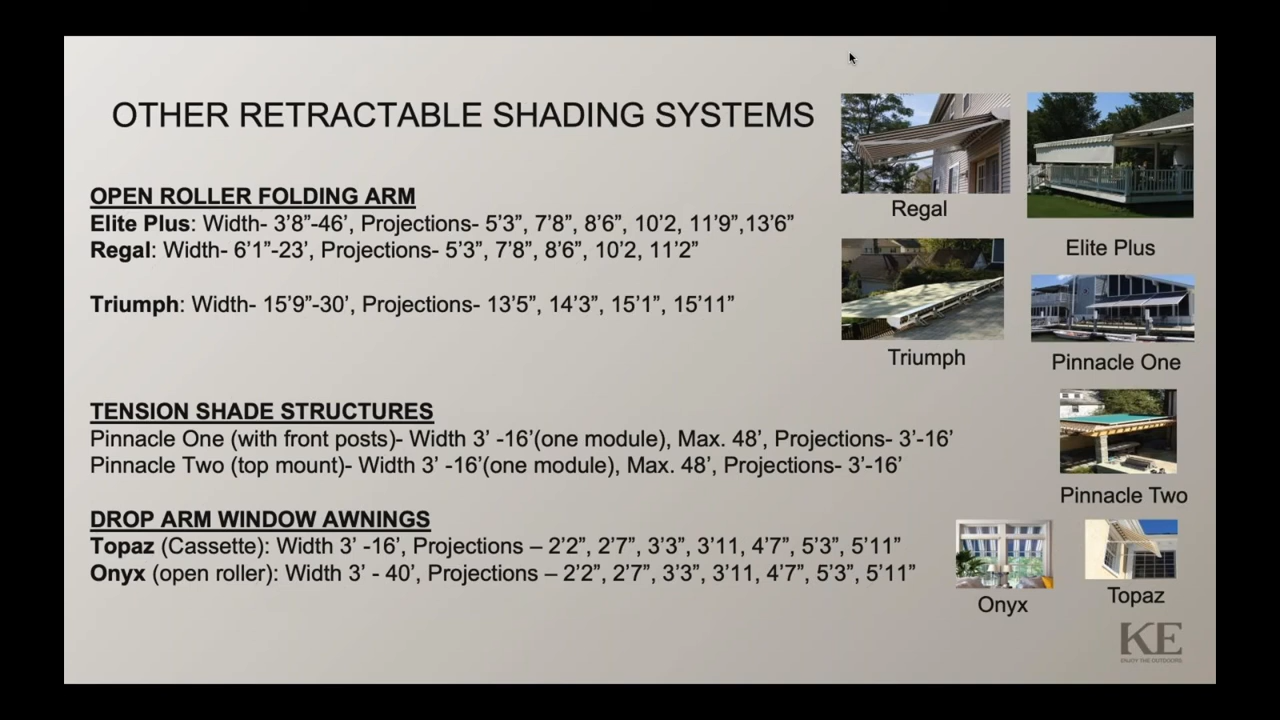 OTHER RETRACTABLE SHADING SYSTEMS
OPEN ROLLER FOLDING ARM
Elite Plus: Width- 3’8”-46’, Projections- 5’3”, 7’8”, 8’6”, 10’2, 11’9”,13’6”
Regal: Width- 6’1”-23’, Projections- 5’3”, 7’8”, 8’6”, 10’2, 11’2”
Triumph: Width- 15’9”-30’, Projections- 13’5”, 14’3”, 15’1”, 15’11”
TENSION SHADE STRUCTURES
Pinnacle One (with front posts)- Width 3’ -16’(one module), Max. 48’, Projections- 3’-16’
Pinnacle Two (top mount)- Width 3’ -16’(one module), Max. 48’, Projections- 3’-16’
DROP ARM WINDOW AWNINGS
Topaz (Cassette): Width 3’ -16’, Projections – 2’2”, 2’7”, 3’3”, 3’11, 4’7”, 5’3”, 5’11”
Onyx (open roller): Width 3’ - 40’, Projections – 2’2”, 2’7”, 3’3”, 3’11, 4’7”, 5’3”, 5’11”
Regal
Elite Plus
Triumph
Pinnacle One
Pinnacle Two
Onyx
Topaz
KE
ENJOY THE OUTDOORS